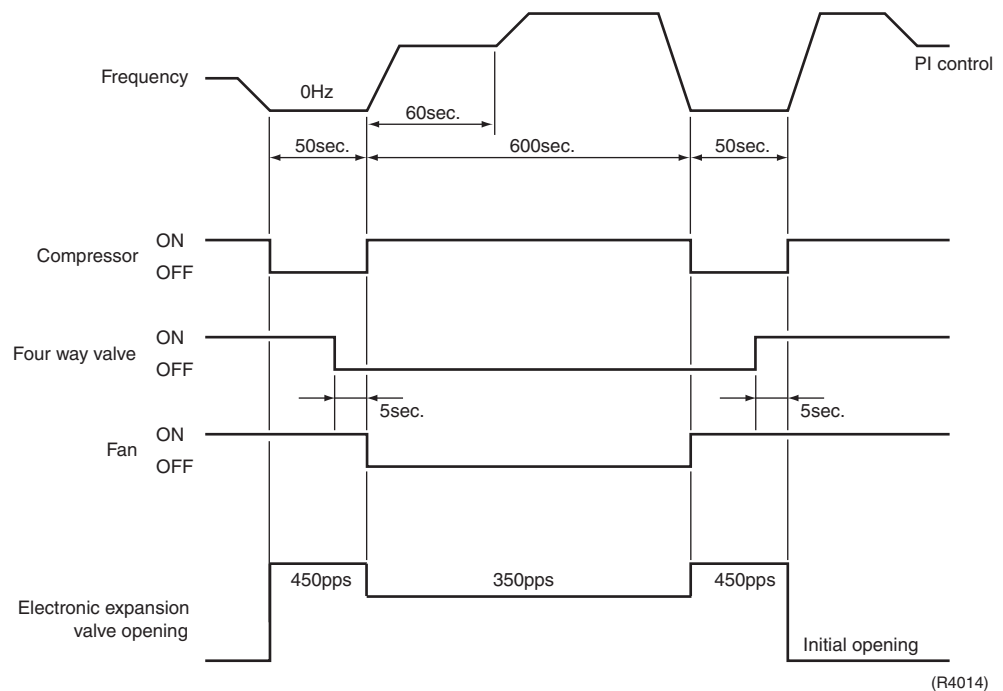 Frequency
0Hz
PI control
60sec.
50sec.
600sec.
50sec.
Compressor
ON
OFF
Four way valve
ON
OFF
5sec.
5sec.
Fan
ON
OFF
450pps
350pps
450pps
Electronic expansion
valve opening
Initial opening
(R4014)